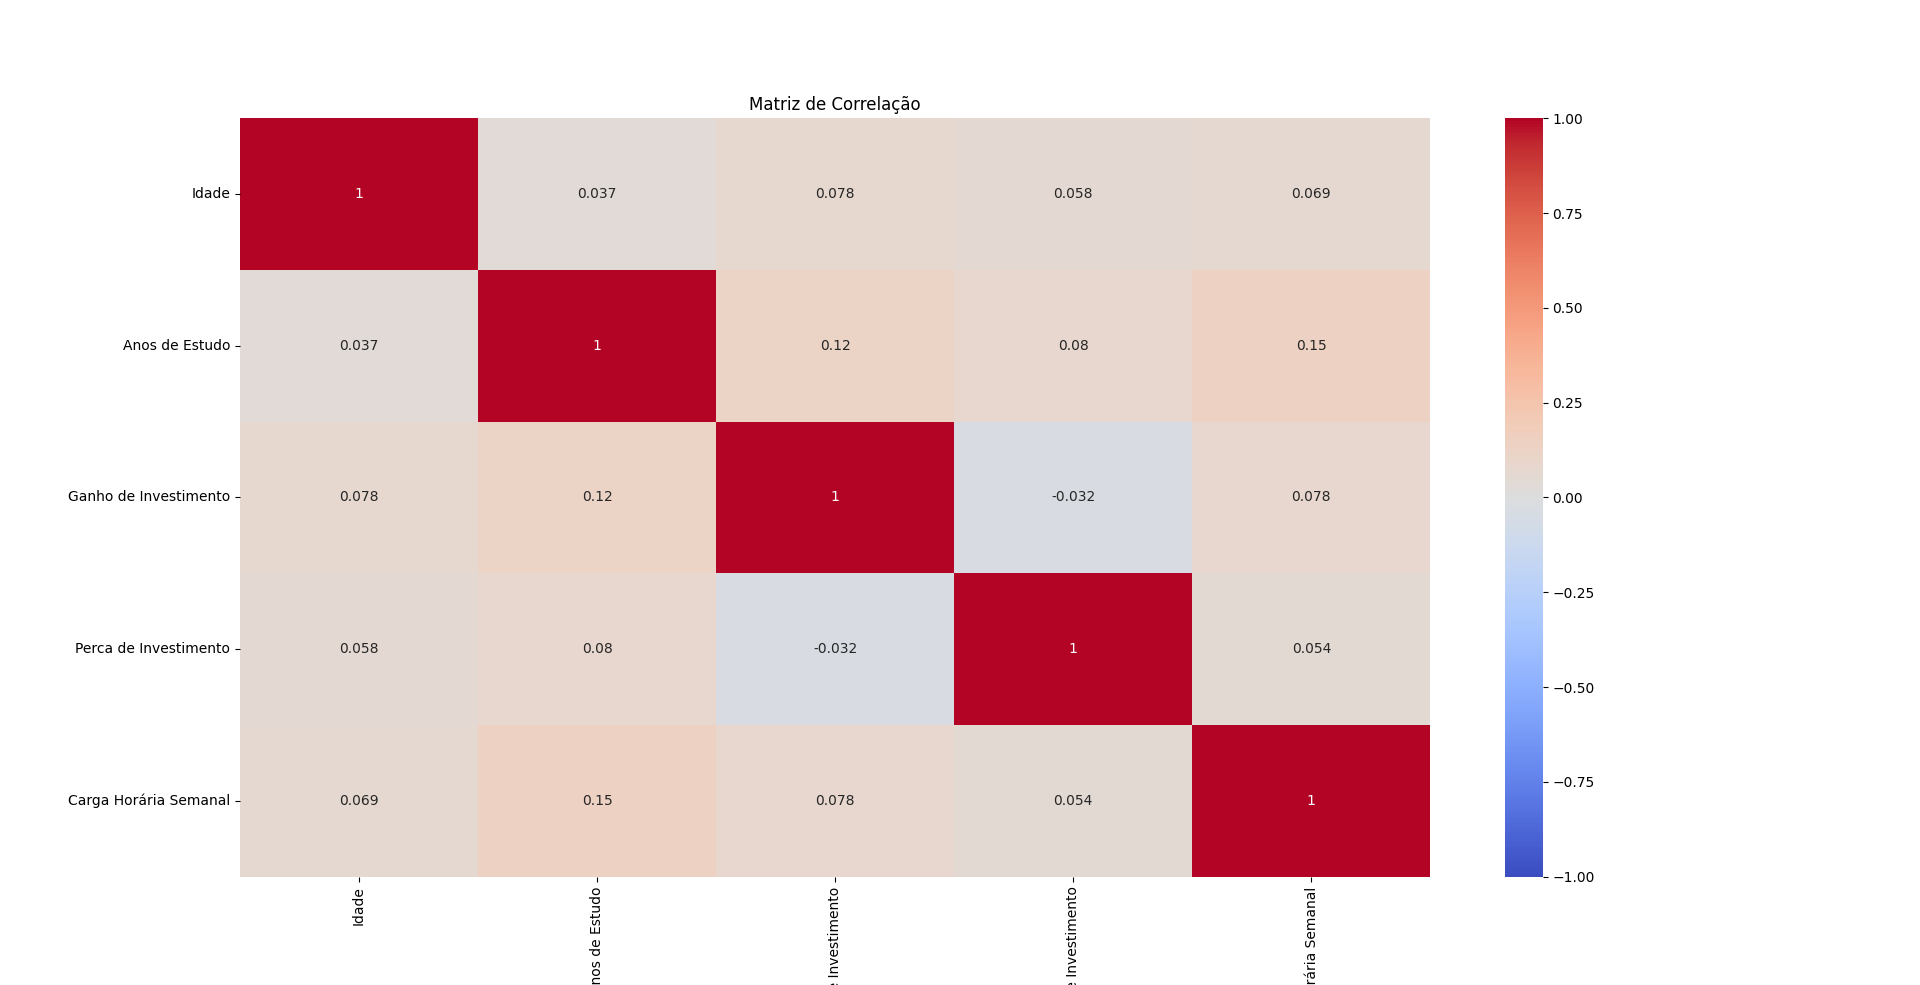 Matriz de Correlação
Idade 1 0.037 0.078 0.058 0.069
Anos de Estudo 0.037 1 0.12 0.08 0.15
Ganho de Investimento 0.078 0.12 1 -0.032 0.078
Perca de Investimento 0.058 0.08 -0.032 1 0.054
Carga Horária Semanal 0.069 0.15 0.078 0.054 1
Idade
de Estudo
Investimento
Investimento
Semanal
1.00
0.75
0.50
0.25
0.00
−0.25
−0.50
−0.75
−1.00